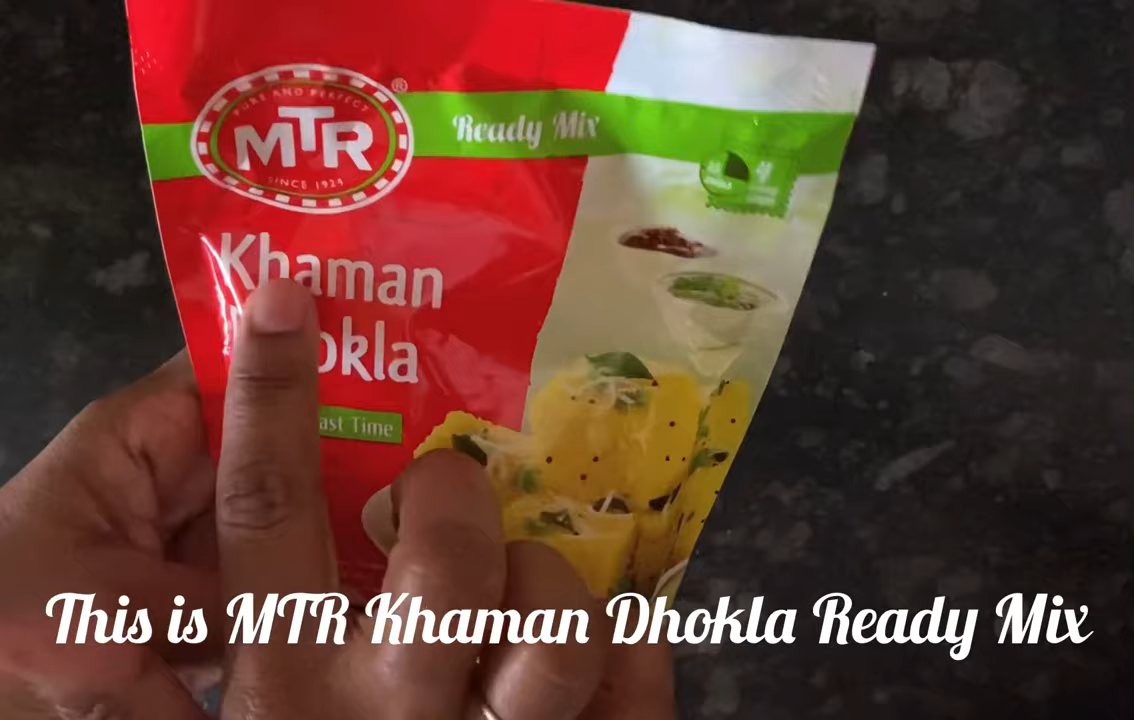 PURE AND PERFECT
MTR
®
SINCE 1924
Ready Mix
Khaman
okla
ast Time
This is MTR Khaman Dhokla Ready Mix